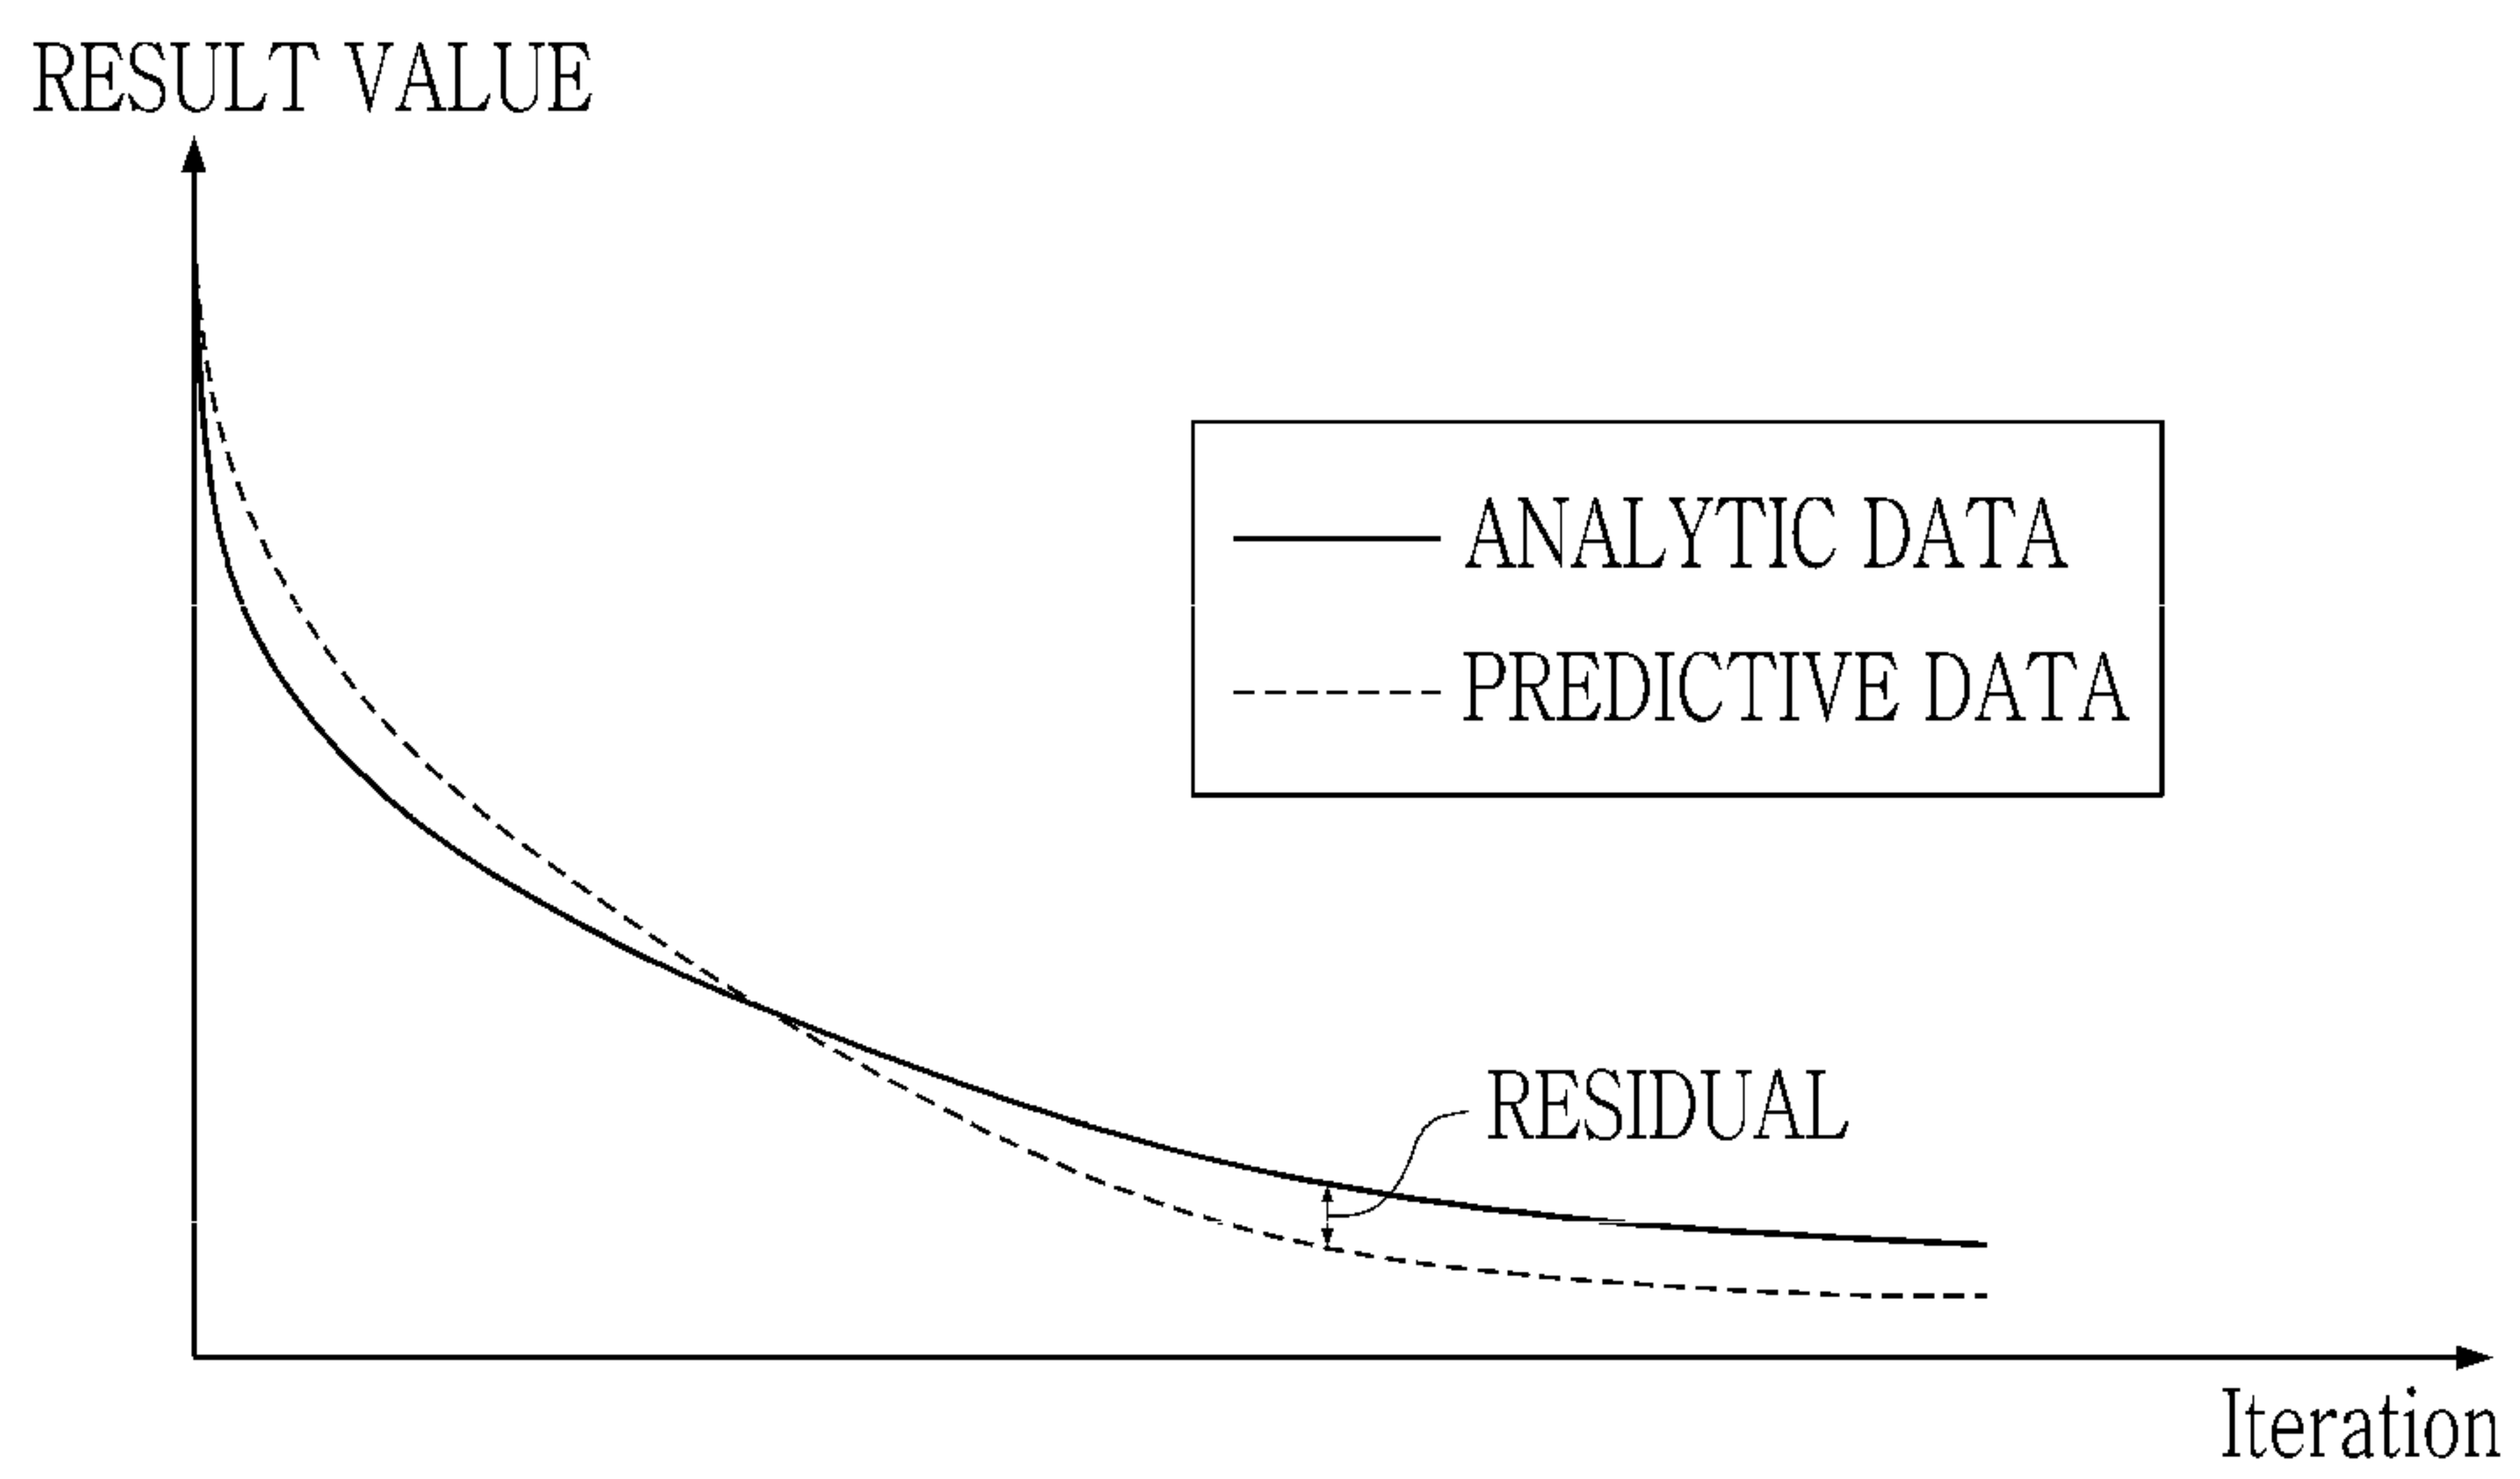 RESULT VALUE
ANALYTIC DATA
PREDICTIVE DATA
RESIDUAL
Iteration